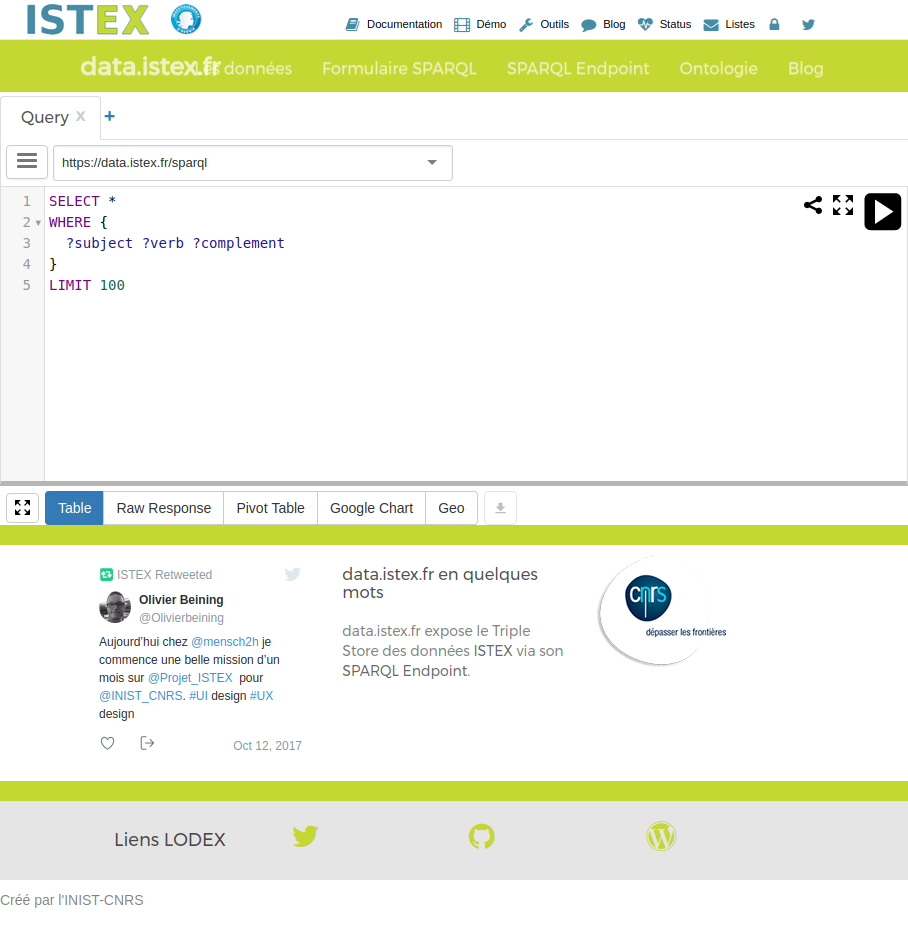 ISTEX
Documentation Démo Outils Blog Status Listes
data.istex.fr données Formulaire SPARQL SPARQL Endpoint Ontologie Blog
Query X +
https://data.istex.fr/sparql
1 SELECT *
2 WHERE {
3 ?subject ?verb ?complement
4 }
5 LIMIT 100
Table Raw Response Pivot Table Google Chart Geo
ISTEX Retweeted
Olivier Beining
@Olivierbeining
Aujourd’hui chez @mensch2h je
commence une belle mission d’un
mois sur @Projet_ISTEX pour
@INIST_CNRS. #UI design #UX
design
Oct 12, 2017
data.istex.fr en quelques
mots
data.istex.fr expose le Triple
Store des données ISTEX via son
SPARQL Endpoint.
cnrs
dépasser les frontières
Liens LODEX
Créé par l'INIST-CNRS